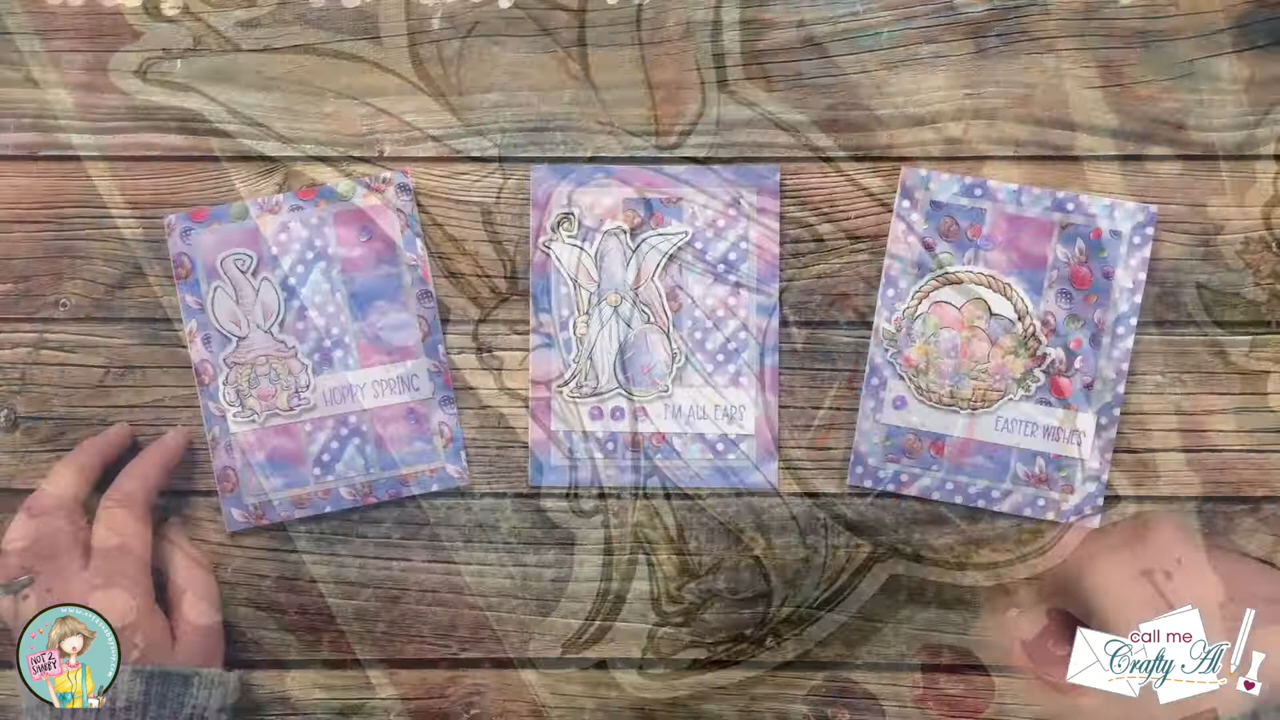 HOPPY SPRING
I'M ALL EARS
EASTER WISHES
NOT 2
SHABBY
call me
Crafty Al